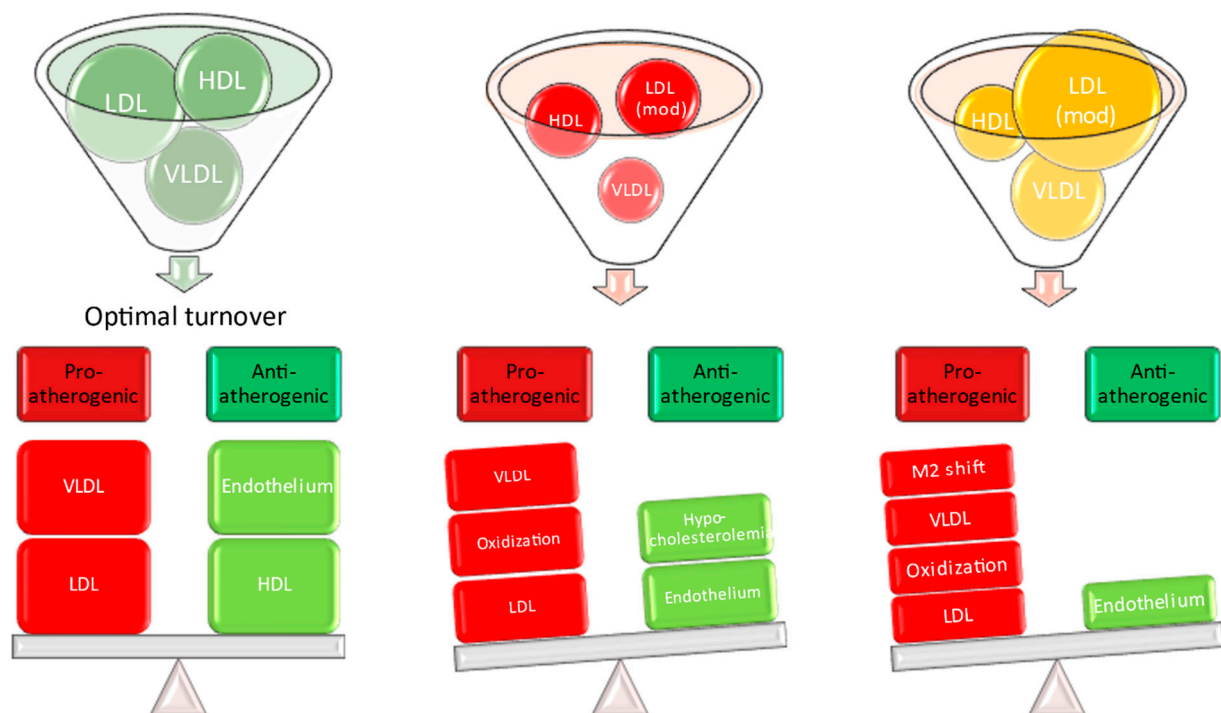 LDL
HDL
VLDL
Optimal turnover
Pro-
atherogenic
Anti-
atherogenic
VLDL
Endothelium
LDL
HDL
HDL
LDL
(mod)
VLDL
Pro-
atherogenic
Anti-
atherogenic
VLDL
Oxidization
LDL
Hypo-
cholesterolemia
Endothelium
HDL
LDL
(mod)
VLDL
Pro-
atherogenic
Anti-
atherogenic
M2 shift
VLDL
Oxidization
LDL
Endothelium